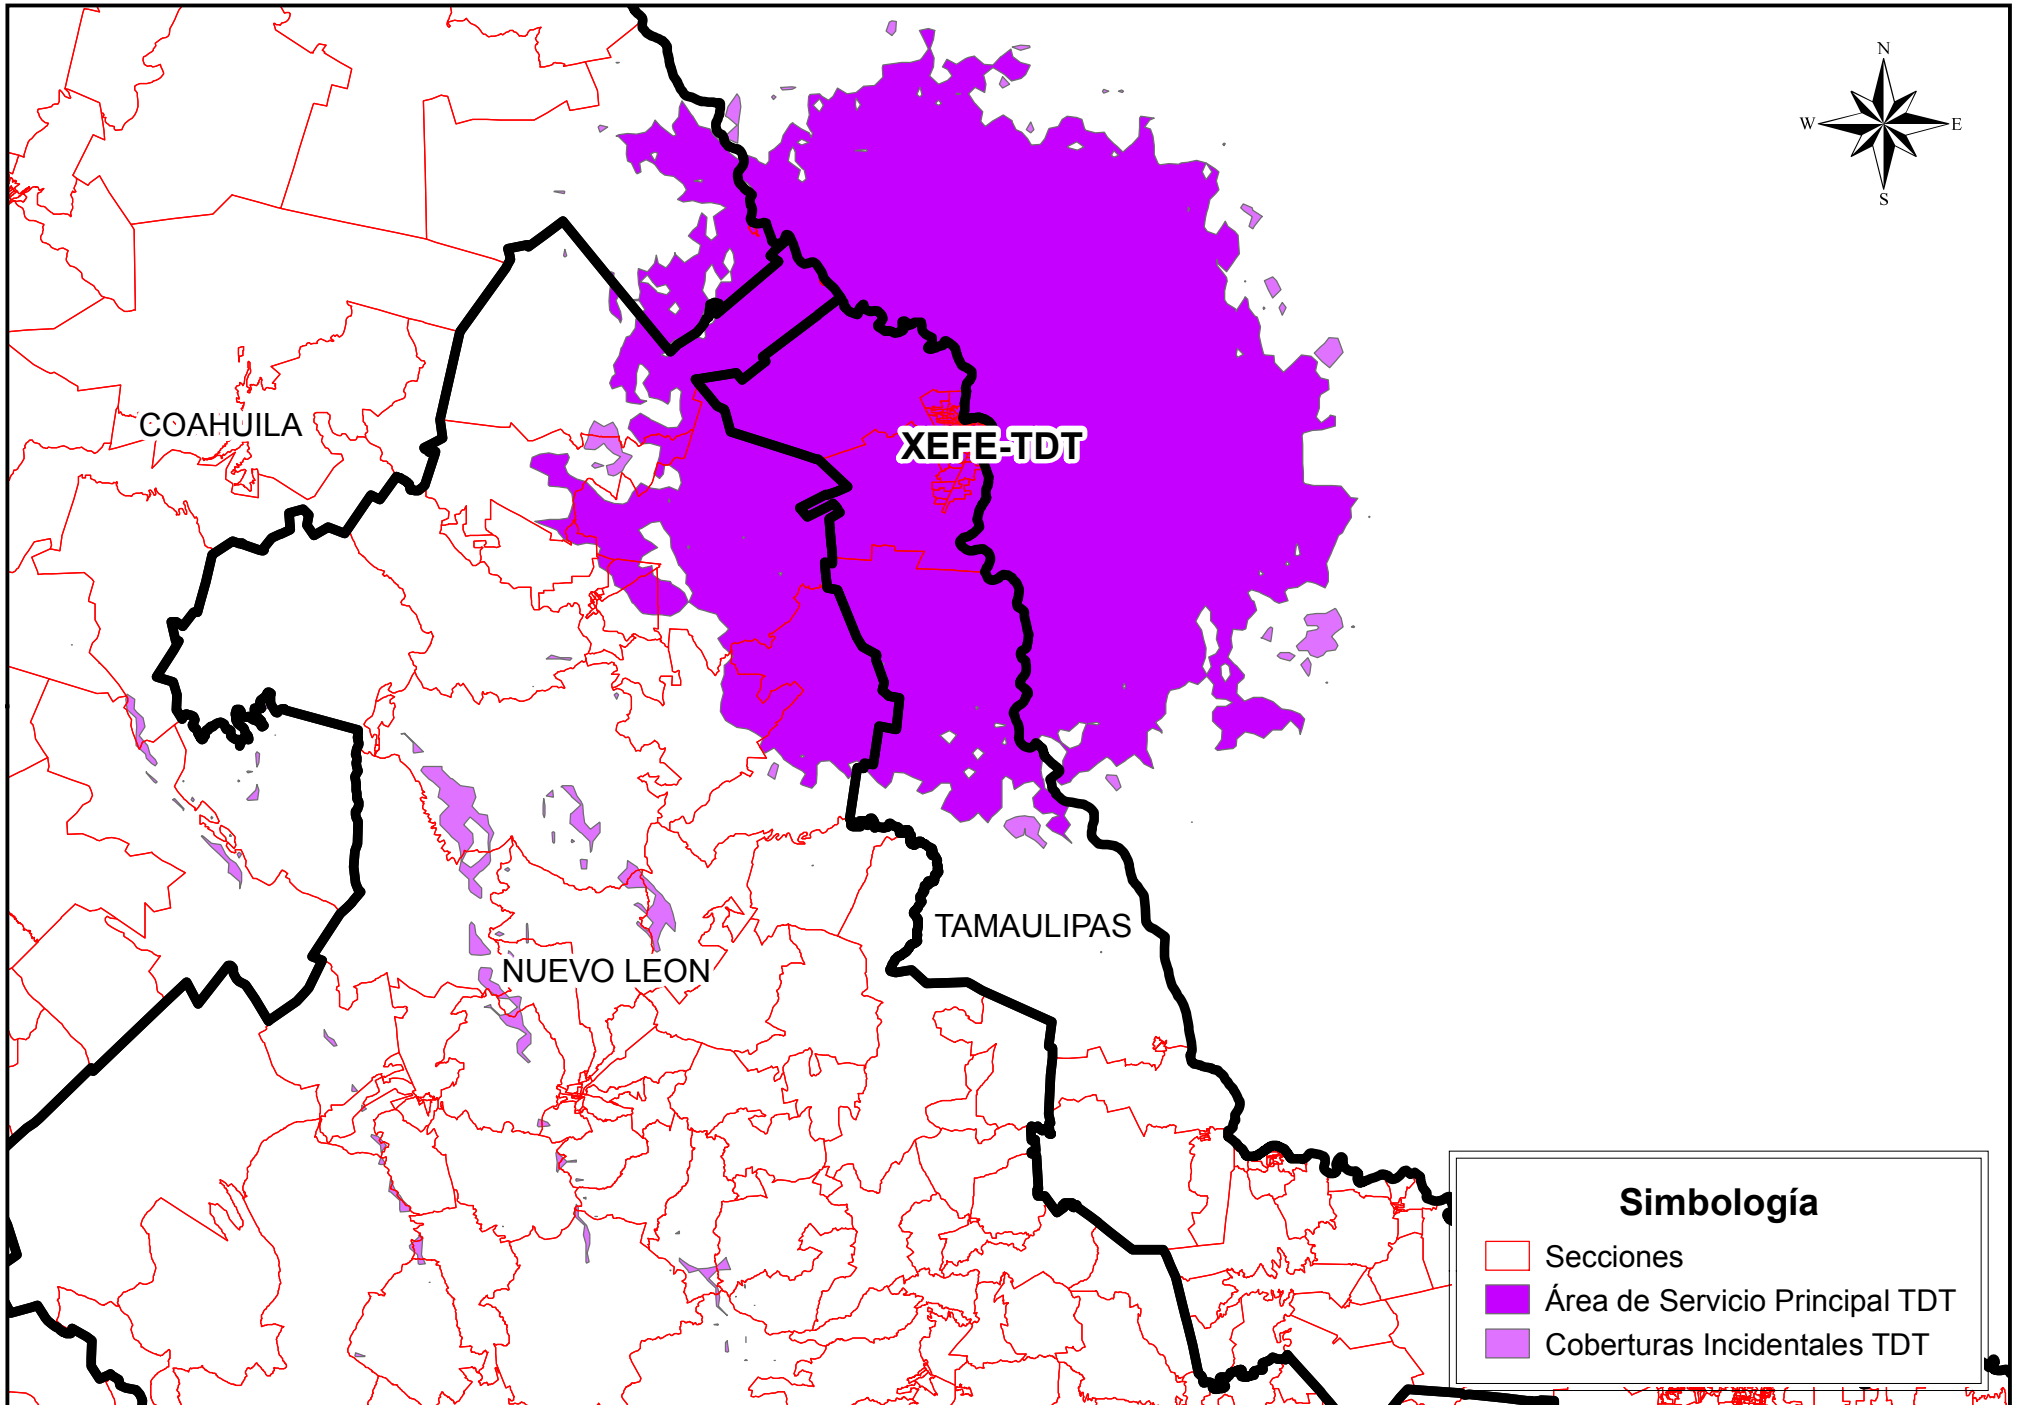 N
W E
S
COAHUILA
XEFE-TDT
TAMAULIPAS
NUEVO LEON
Simbología
Secciones
Área de Servicio Principal TDT
Coberturas Incidentales TDT